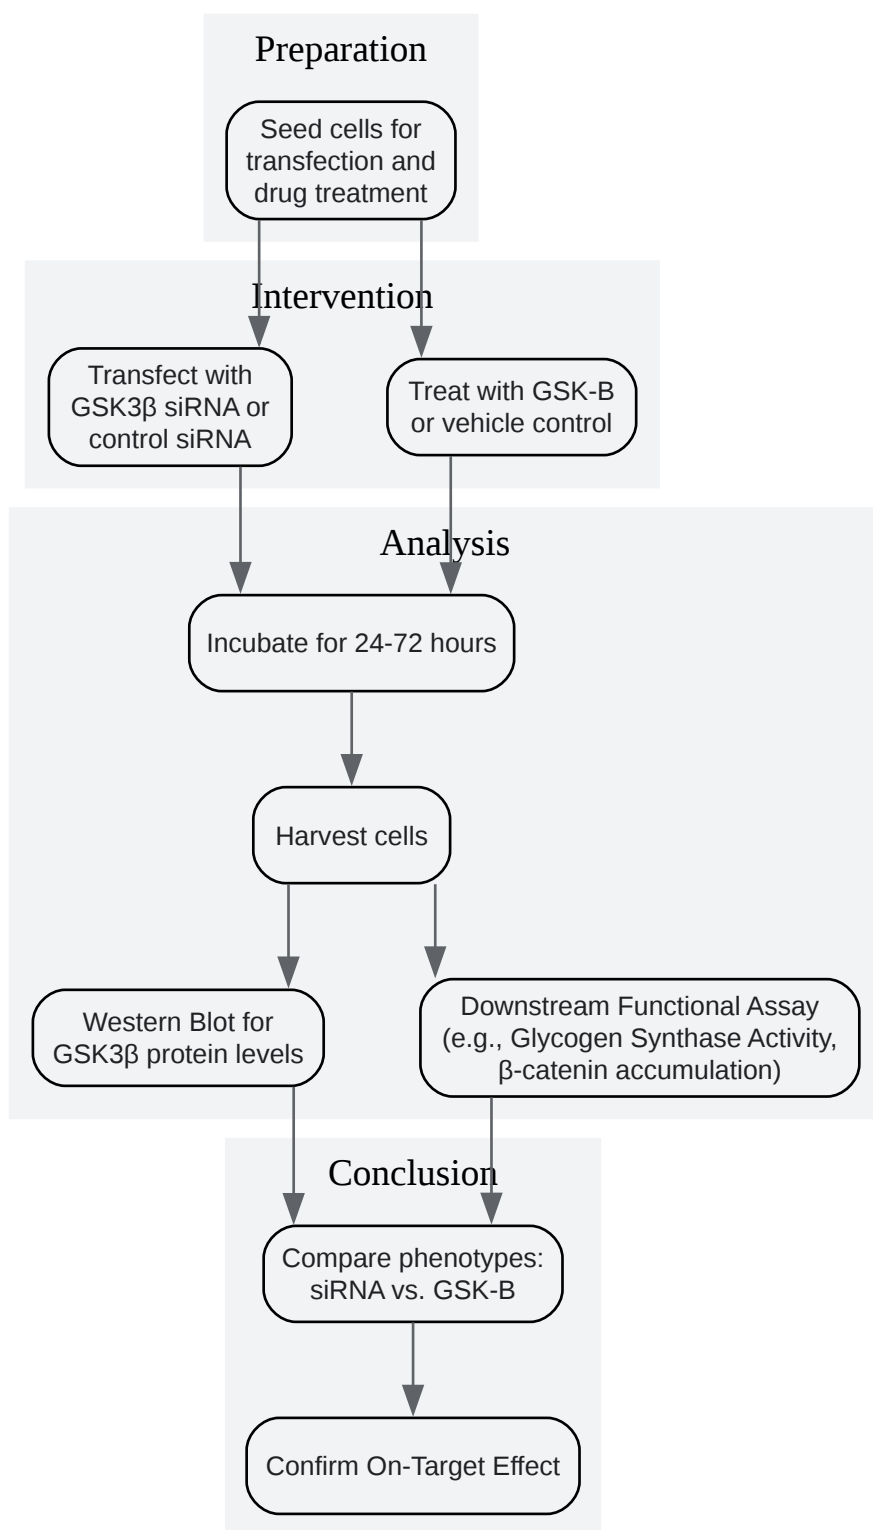 Preparation
Seed cells for
transfection and
drug treatment
Intervention
Transfect with
GSK3β siRNA or
control siRNA
Treat with GSK-B
or vehicle control
Analysis
Incubate for 24-72 hours
Harvest cells
Western Blot for
GSK3β protein levels
Downstream Functional Assay
(e.g., Glycogen Synthase Activity,
β-catenin accumulation)
Conclusion
Compare phenotypes:
siRNA vs. GSK-B
Confirm On-Target Effect